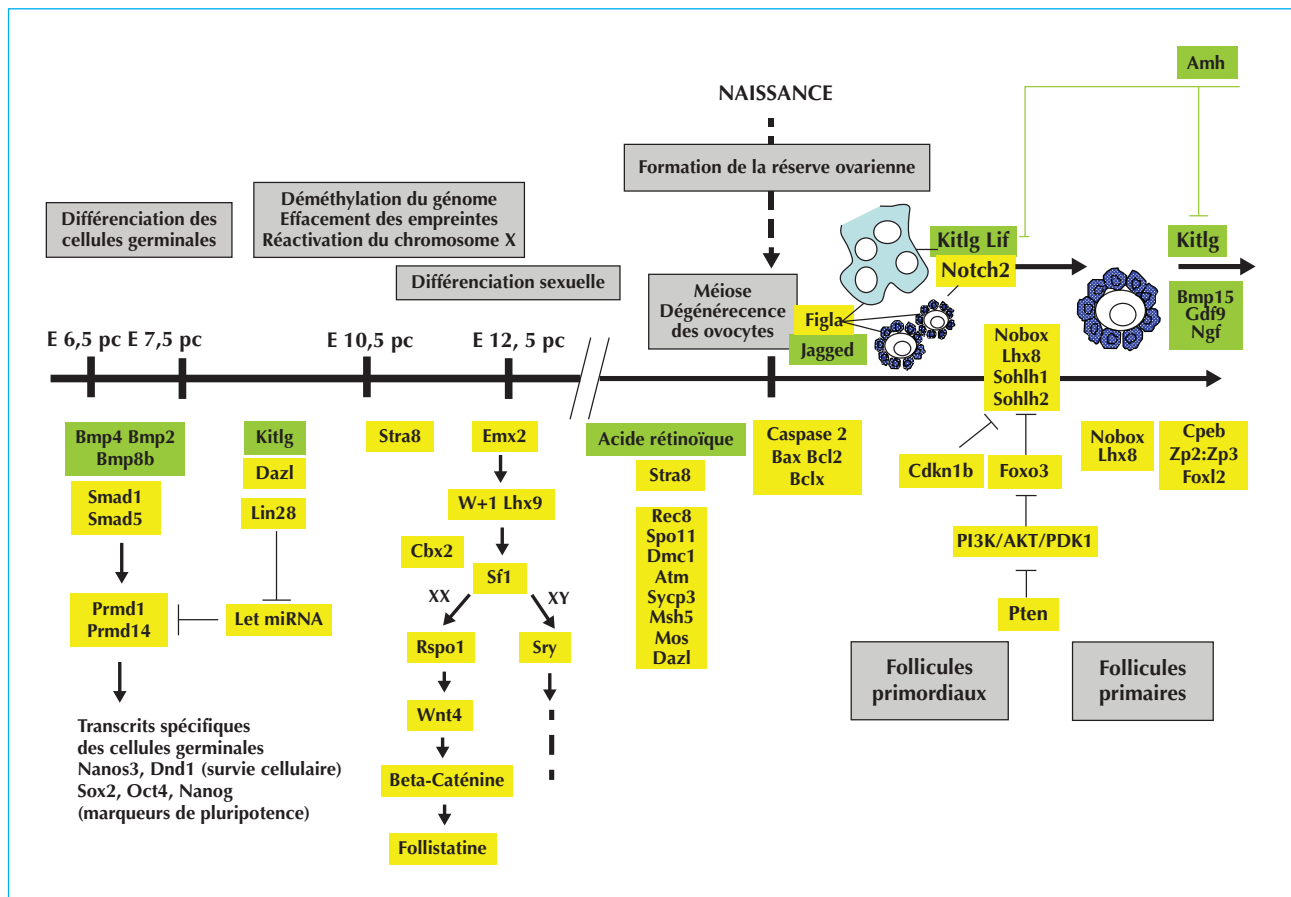 Amh
NAISSANCE
Formation de la réserve ovarienne
Déméthylation du génome
Effacement des empreintes
Réactivation du chromosome X
Différenciation des
cellules germinales
Différenciation sexuelle
Kitlg Lif
Notch2
Kitlg
Bmp15
Gdf9
Ngf
Méiose
Dégénérecence
des ovocytes
Figla
Jagged
E 6,5 pc E 7,5 pc
E 10,5 pc
E 12, 5 pc
Nobox
Lhx8
Sohlh1
Sohlh2
Bmp4 Bmp2
Bmp8b
Smad1
Smad5
Prmd1
Prmd14
Transcrits spécifiques
des cellules germinales
Nanos3, Dnd1 (survie cellulaire)
Sox2, Oct4, Nanog
(marqueurs de pluripotence)
Kitlg
Dazl
Lin28
Let miRNA
Stra8
Emx2
W+1 Lhx9
Cbx2
Sf1
XX
XY
Rspo1
Sry
Wnt4
Beta-Caténine
Follistatine
Acide rétinoïque
Stra8
Rec8
Spo11
Dmc1
Atm
Sycp3
Msh5
Mos
Dazl
Caspase 2
Bax Bcl2
Bclx
Cdkn1b
Foxo3
PI3K/AKT/PDK1
Pten
Nobox
Lhx8
Cpeb
Zp2:Zp3
Foxl2
Follicules
primordiaux
Follicules
primaires